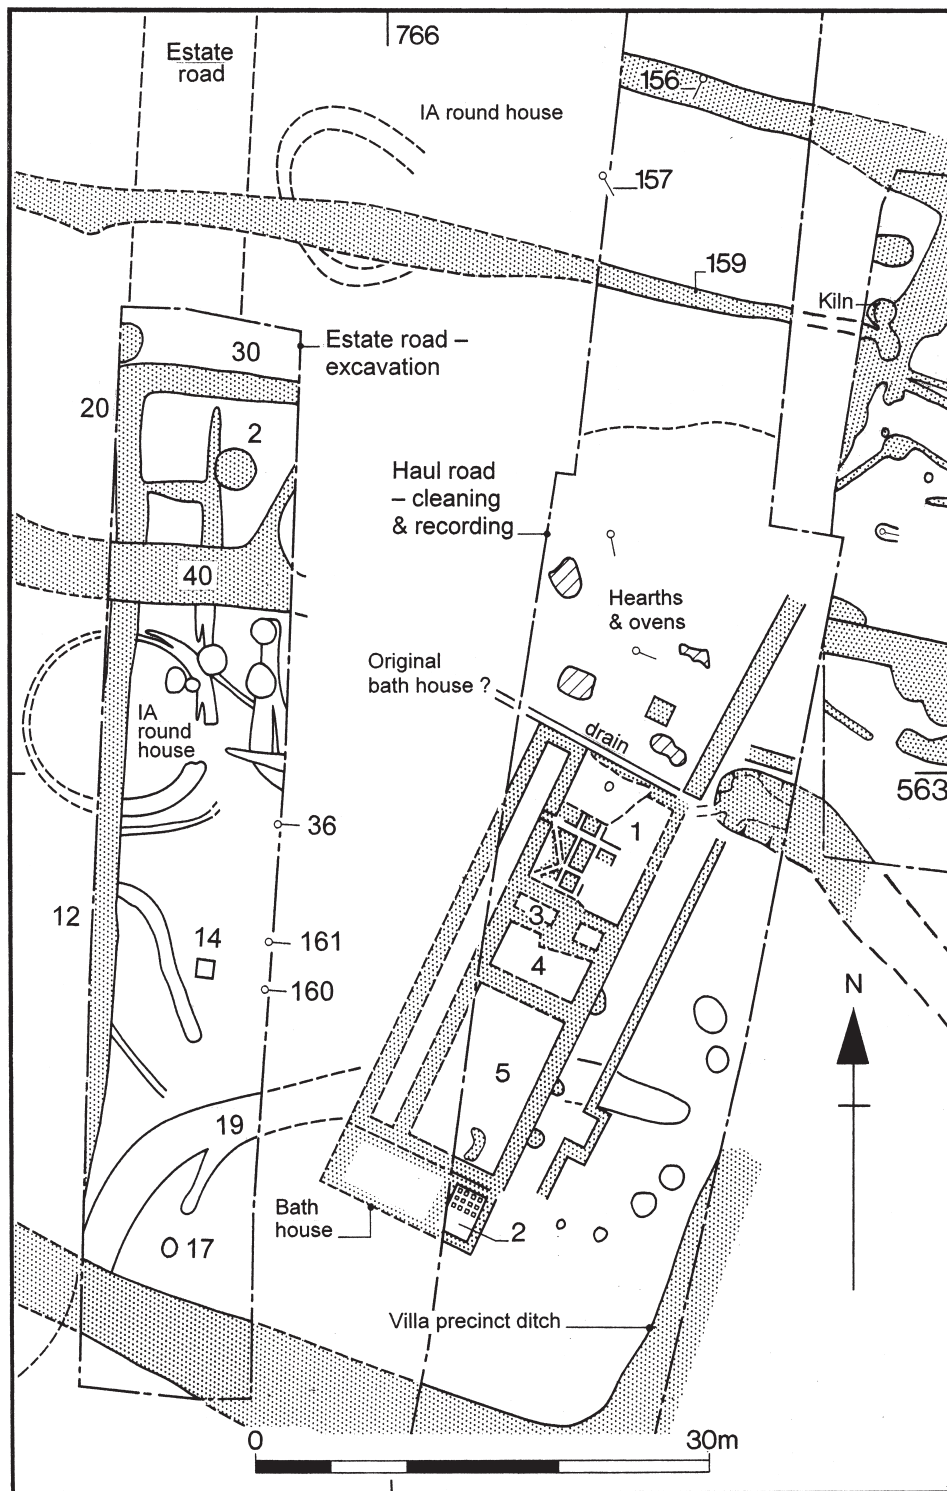 766
Estate
road
156
IA round house
157
159
Kiln
Estate road –
excavation
30
20
2
Haul road
– cleaning
& recording
40
Hearths
& ovens
Original
bath house ?
IA
round
house
drain
563
36
1
12
3
14
161
4
160
N
5
19
Bath
house
2
17
Villa precinct ditch
0
30m